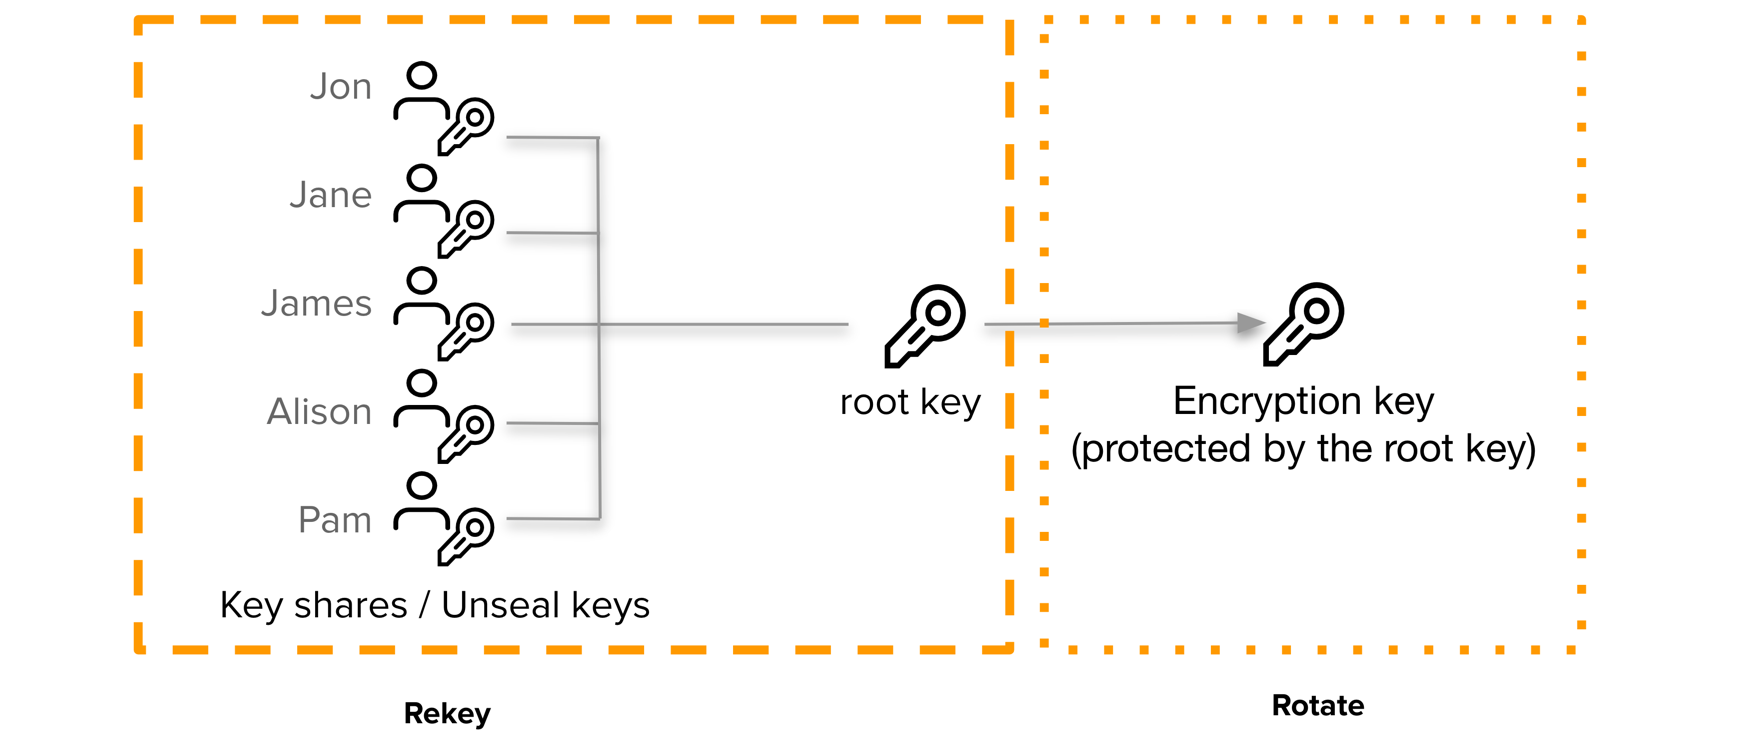 Jon
Jane
James
Alison
Pam
Key shares / Unseal keys
root key
Encryption key
(protected by the root key)
Rekey
Rotate